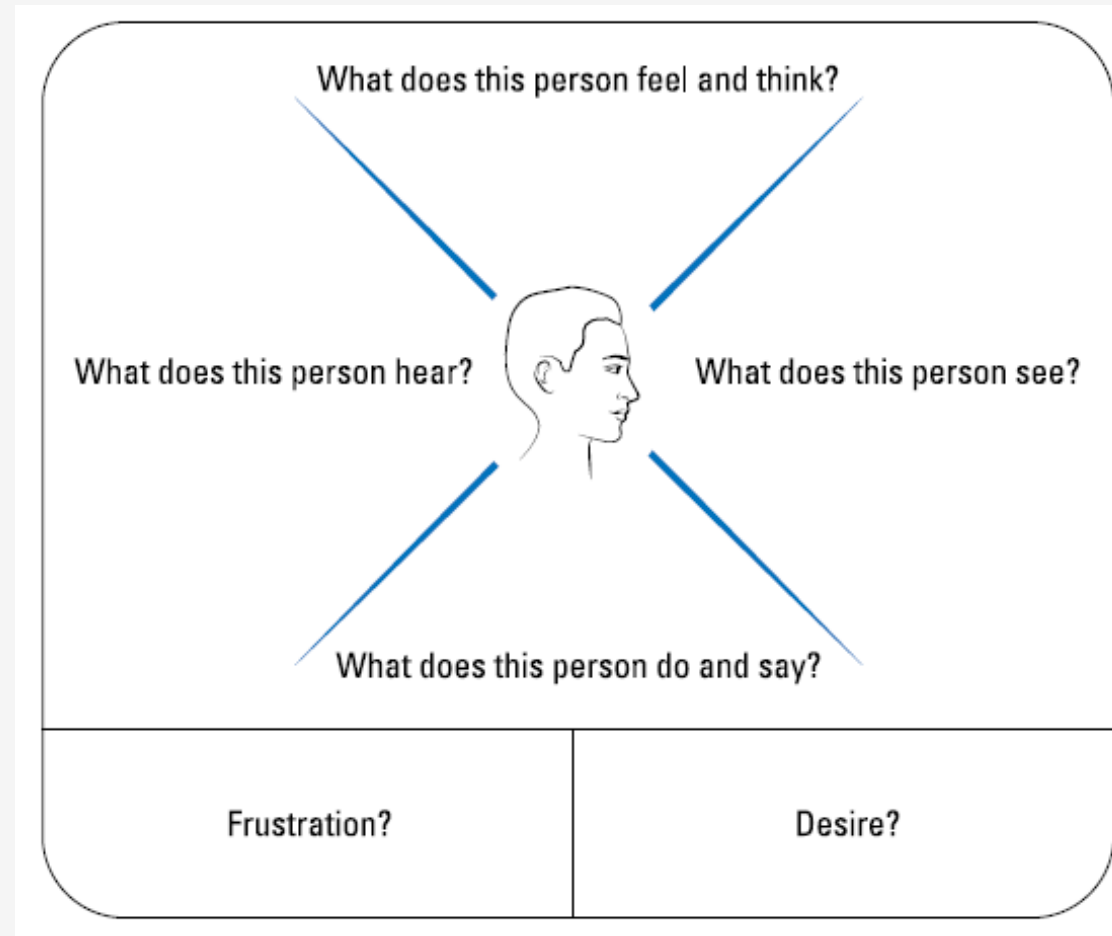 What does this person feel and think?
What does this person hear?
What does this person see?
What does this person do and say?
Frustration?
Desire?